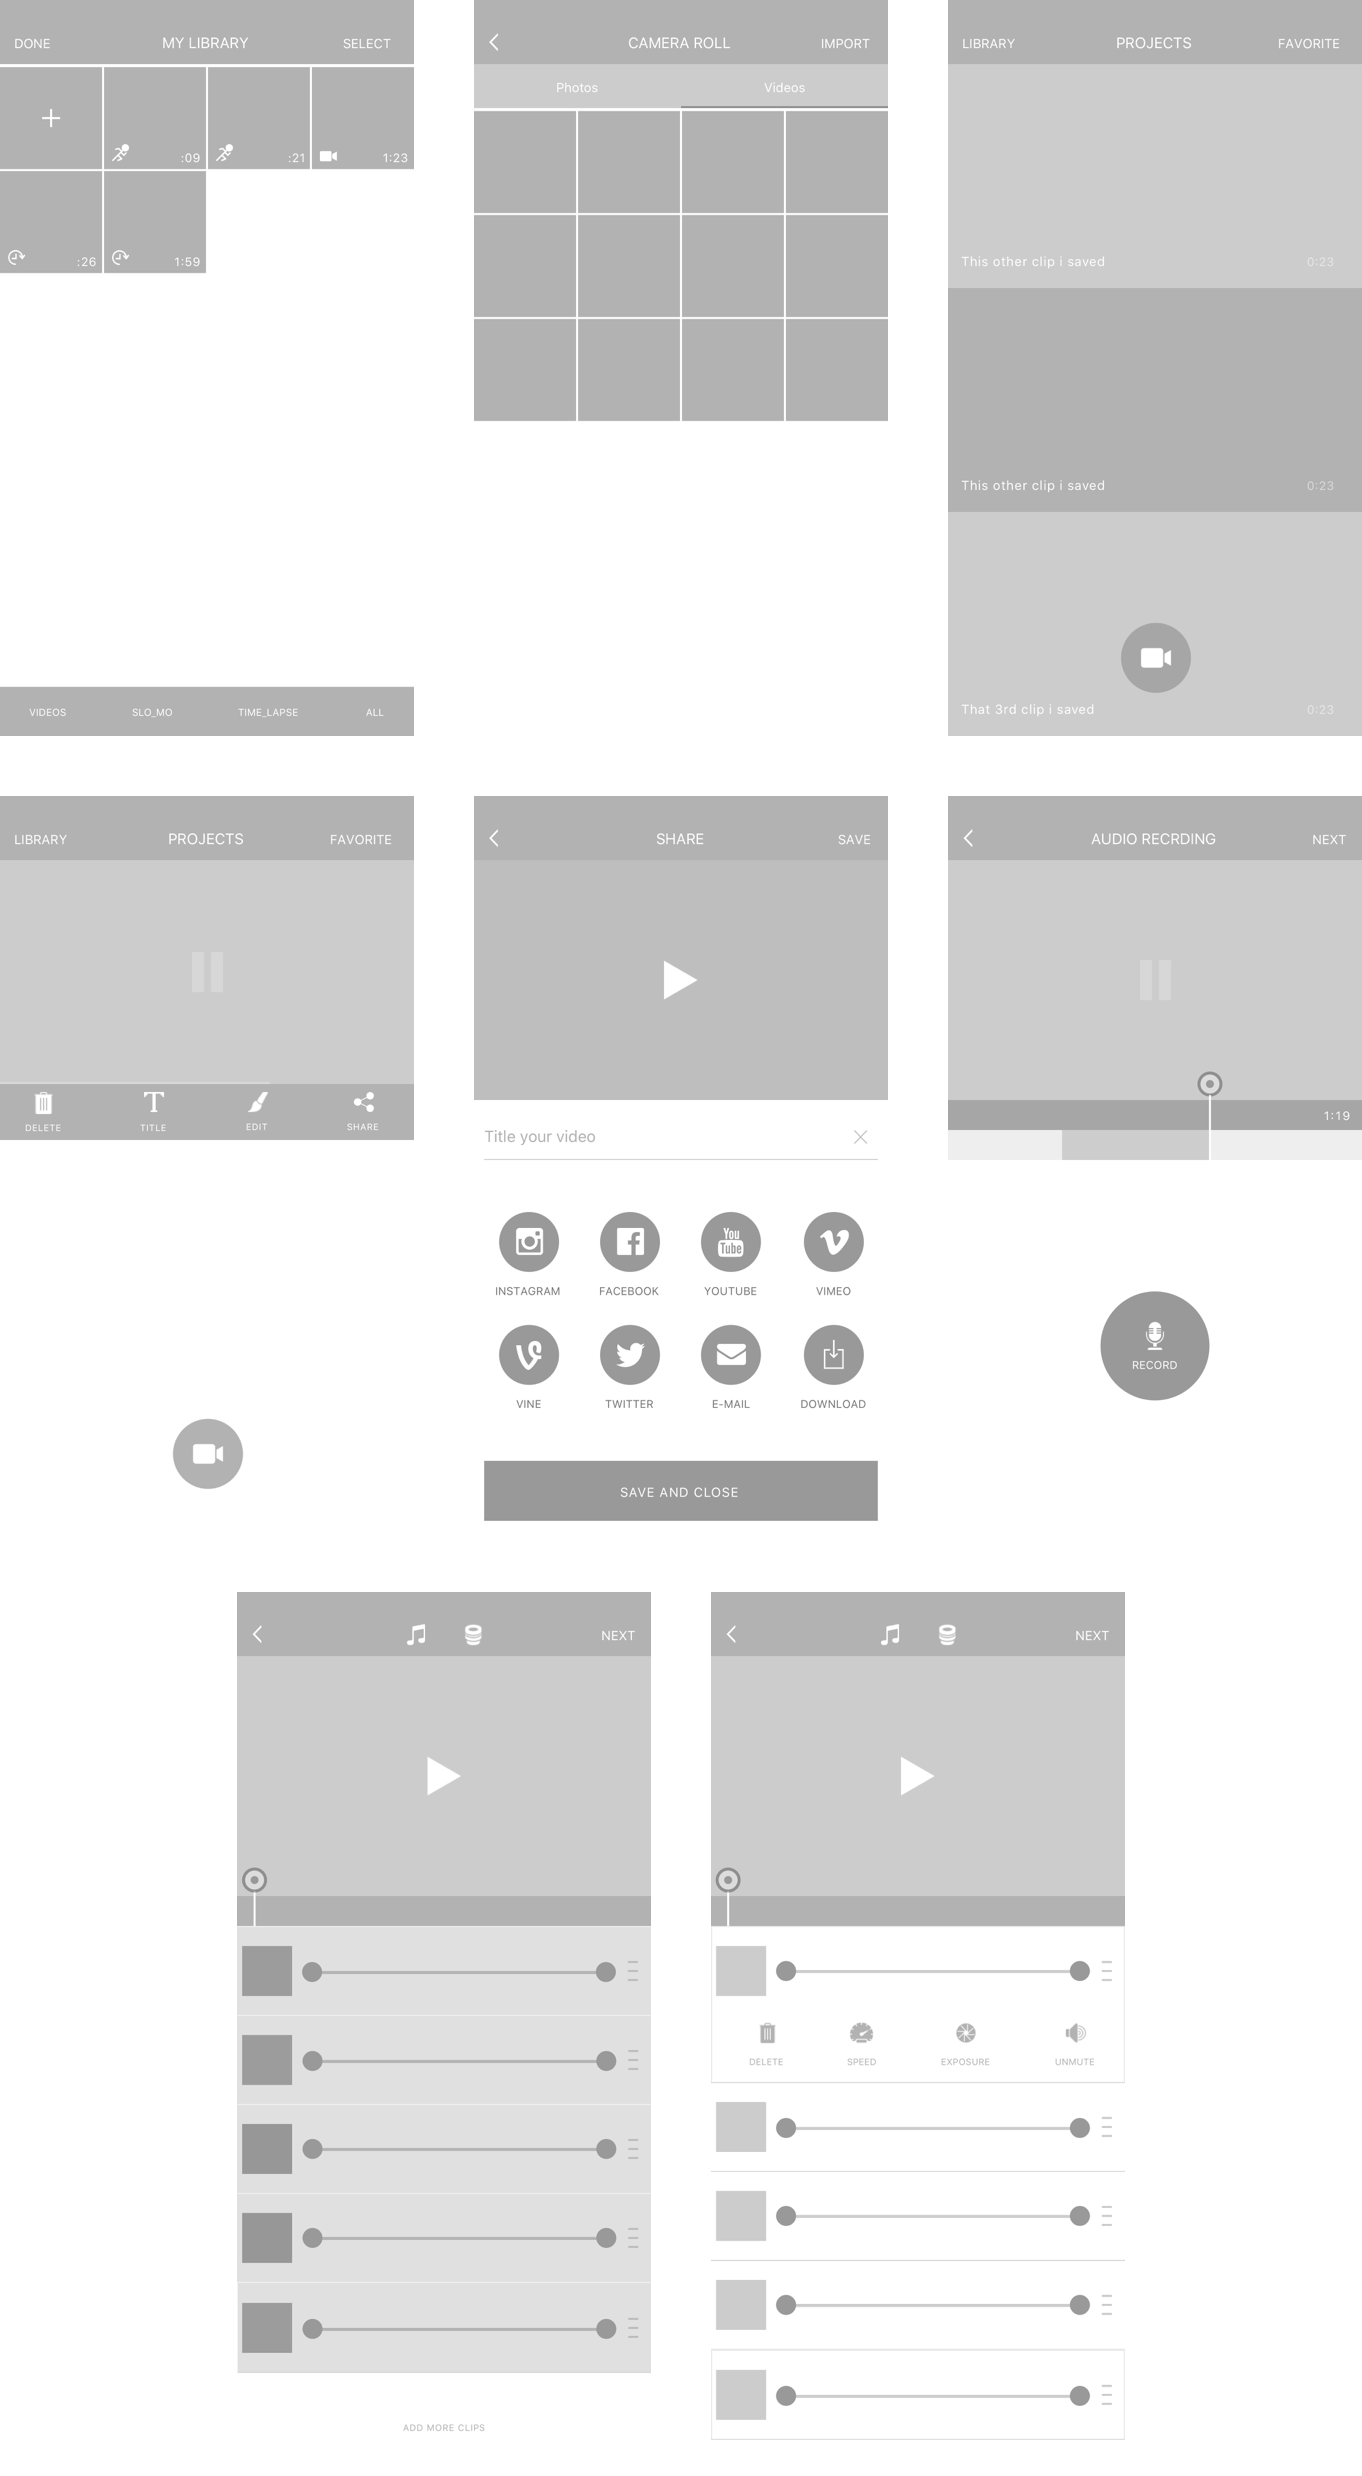 DONE MY LIBRARY SELECT
:09 :21 1:23
:26 1:59
VIDEOS SLO_MO TIME_LAPSE ALL
CAMERA ROLL IMPORT
Photos Videos
LIBRARY PROJECTS FAVORITE
This other clip i saved 0:23
This other clip i saved 0:23
That 3rd clip i saved 0:23
LIBRARY PROJECTS FAVORITE
DELETE TITLE EDIT SHARE
SHARE SAVE
Title your video
You
Tube
INSTAGRAM FACEBOOK YOUTUBE VIMEO
VINE TWITTER E-MAIL DOWNLOAD
SAVE AND CLOSE
AUDIO RECRDING NEXT
1:19
RECORD
NEXT
ADD MORE CLIPS
NEXT
DELETE SPEED EXPOSURE UNMUTE